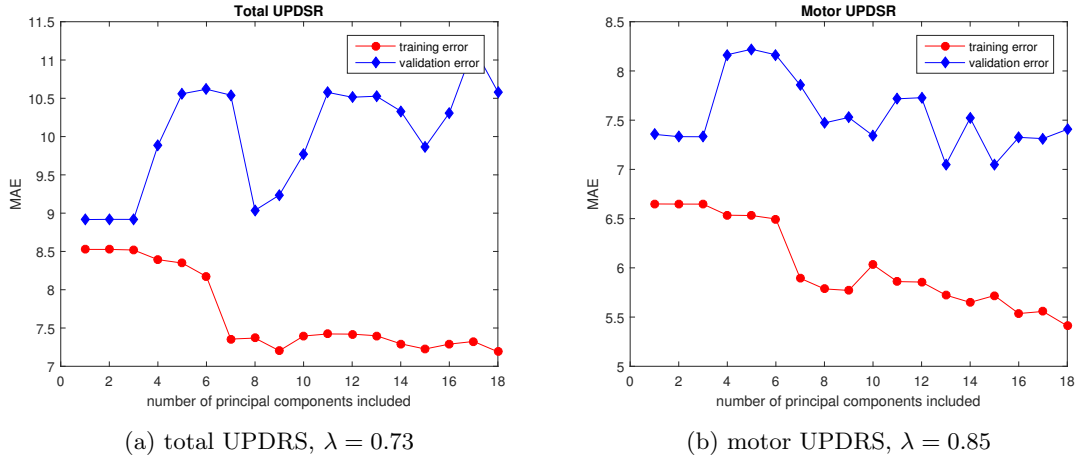 Total UPDSR
11.5
11
10.5
10
9.5
9
8.5
8
7.5
7
MAE
training error
validation error
0 2 4 6 8 10 12 14 16 18
number of principal components included
(a) total UPDRS, λ = 0.73
Motor UPDSR
8.5
8
7.5
7
6.5
6
5.5
5
MAE
training error
validation error
0 2 4 6 8 10 12 14 16 18
number of principal components included
(b) motor UPDRS, λ = 0.85